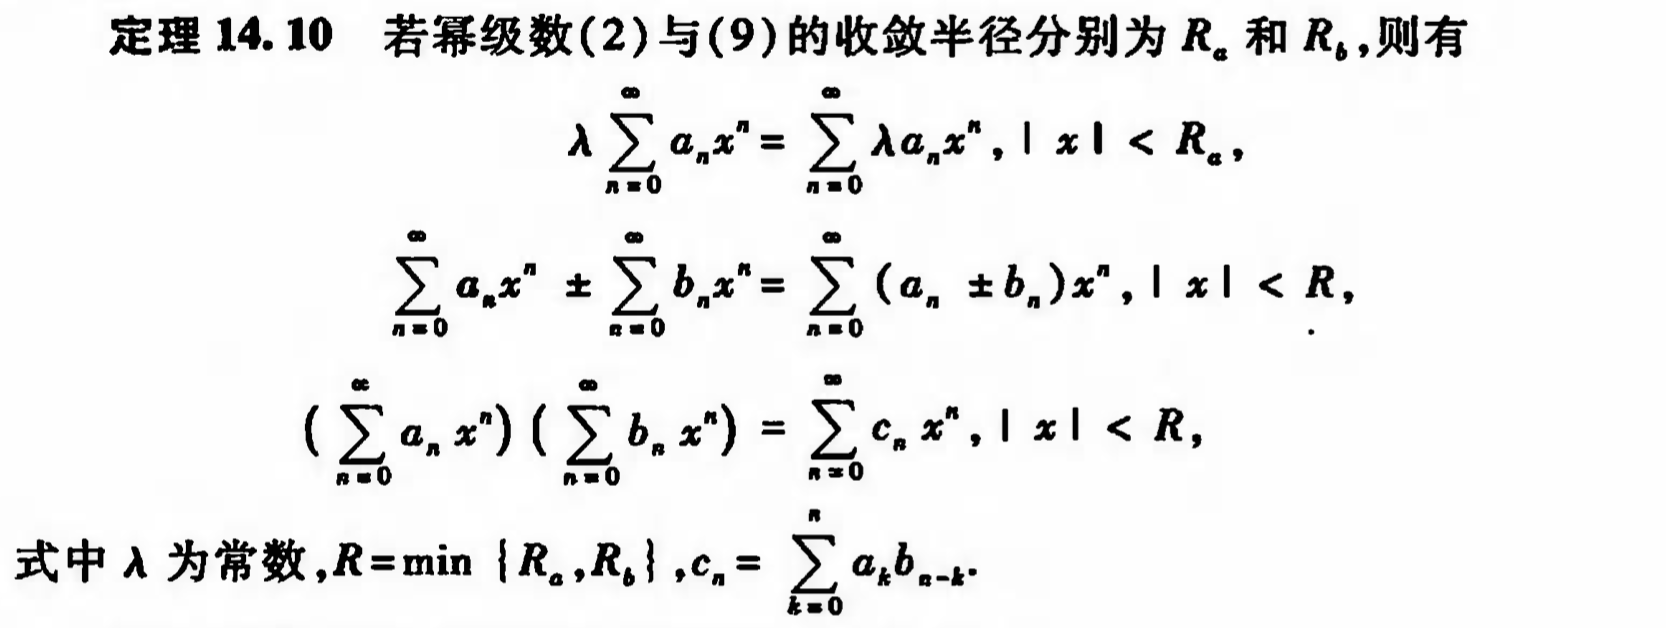 定理 14.10 若幂级数(2)与(9)的收敛半径分别为 $R_a$ 和 $R_b$,则有
$\lambda \sum_{n=0}^{\infty} a_n x^n = \sum_{n=0}^{\infty} \lambda a_n x^n, | x | < R_a,$
$\sum_{n=0}^{\infty} a_n x^n \pm \sum_{n=0}^{\infty} b_n x^n = \sum_{n=0}^{\infty} (a_n \pm b_n) x^n, | x | < R,$
$(\sum_{n=0}^{\infty} a_n x^n)(\sum_{n=0}^{\infty} b_n x^n) = \sum_{n=0}^{\infty} c_n x^n, | x | < R,$
式中 $\lambda$ 为常数,$R = \min \{R_a, R_b\}, c_n = \sum_{k=0}^{n} a_k b_{n-k}.$